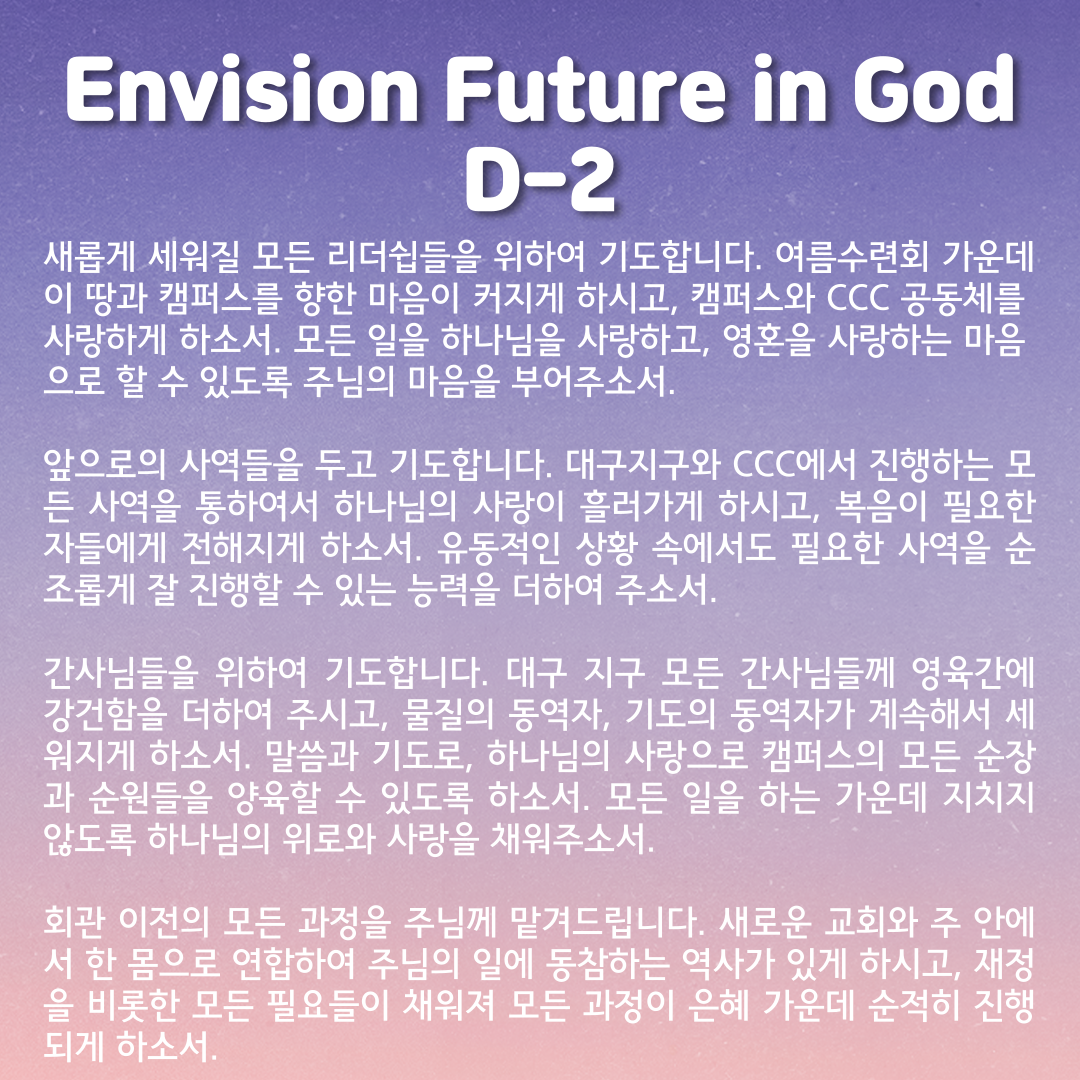 Envision Future in God
D-2
새롭게 세워질 모든 리더쉽들을 위하여 기도합니다. 여름수련회 가운데
이 땅과 캠퍼스를 향한 마음이 커지게 하시고, 캠퍼스와 CCC 공동체를
사랑하게 하소서. 모든 일을 하나님을 사랑하고, 영혼을 사랑하는 마음
으로 할 수 있도록 주님의 마음을 부어주소서.
앞으로의 사역들을 두고 기도합니다. 대구지구와 CCC에서 진행하는 모
든 사역을 통하여서 하나님의 사랑이 흘러가게 하시고, 복음이 필요한
자들에게 전해지게 하소서. 유동적인 상황 속에서도 필요한 사역을 순
조롭게 잘 진행할 수 있는 능력을 더하여 주소서.
간사님들을 위하여 기도합니다. 대구 지구 모든 간사님들께 영육간에
강건함을 더하여 주시고, 물질의 동역자, 기도의 동역자가 계속해서 세
워지게 하소서. 말씀과 기도로, 하나님의 사랑으로 캠퍼스의 모든 순장
과 순원들을 양육할 수 있도록 하소서. 모든 일을 하는 가운데 지치지
않도록 하나님의 위로와 사랑을 채워주소서.
회관 이전의 모든 과정을 주님께 맡겨드립니다. 새로운 교회와 주 안에
서 한 몸으로 연합하여 주님의 일에 동참하는 역사가 있게 하시고, 재정
을 비롯한 모든 필요들이 채워져 모든 과정이 은혜 가운데 순적히 진행
되게 하소서.